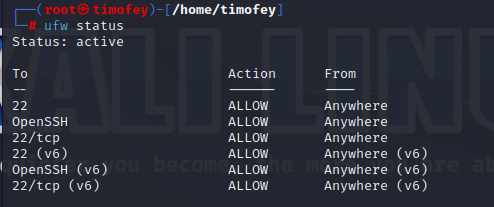 ┌──(root㉿timofey)-[/home/timofey]
└─# ufw status
Status: active
To Action From
-- ------ ----
22 ALLOW Anywhere
OpenSSH ALLOW Anywhere
22/tcp ALLOW Anywhere
22 (v6) ALLOW Anywhere (v6)
OpenSSH (v6) ALLOW Anywhere (v6)
22/tcp (v6) ALLOW Anywhere (v6)